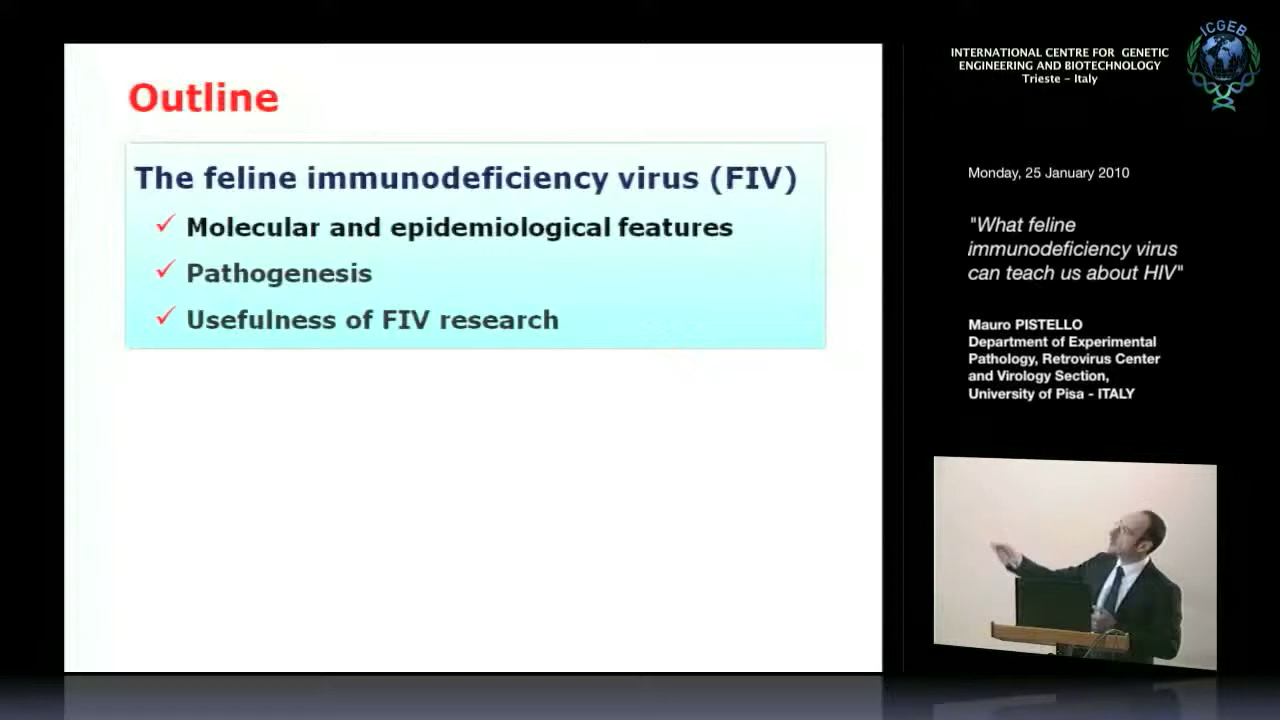 Outline
The feline immunodeficiency virus (FIV)
✓ Molecular and epidemiological features
✓ Pathogenesis
✓ Usefulness of FIV research
ICGEB
INTERNATIONAL CENTRE FOR GENETIC
ENGINEERING AND BIOTECHNOLOGY
Trieste - Italy
Monday, 25 January 2010
"What feline
immunodeficiency virus
can teach us about HIV"
Mauro PISTELLO
Department of Experimental
Pathology, Retrovirus Center
and Virology Section,
University of Pisa - ITALY